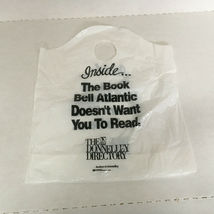 Inside...
The Book
Bell Atlantic
Doesn't Want
You To Read.
THE
DONNELLEY
DIRECTORY